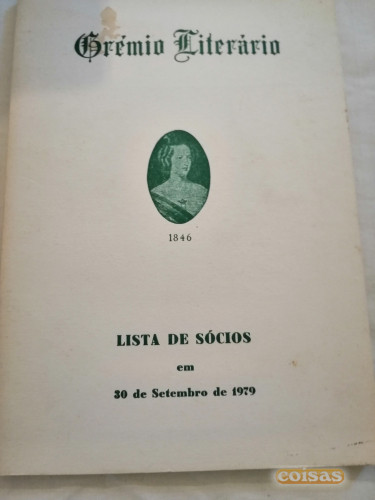 Grémio Literário
1846
LISTA DE SÓCIOS
em
30 de Setembro de 1979
coisas